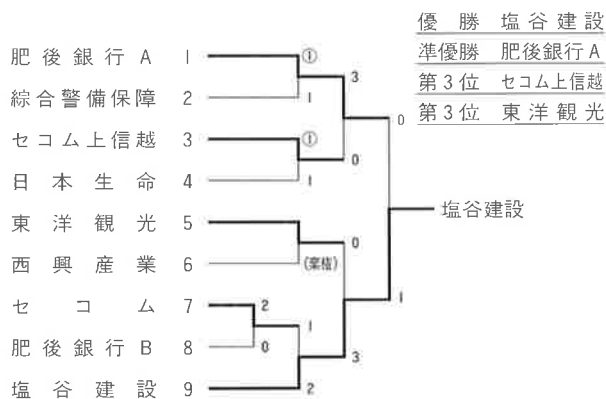 優勝 塩谷建設
準優勝 肥後銀行A
第3位 セコム上信越
第3位 東洋観光
肥後銀行A 1
綜合警備保障 2
セコム上信越 3
日本生命 4
東洋観光 5
西興産業 6
セコム 7
肥後銀行B 8
塩谷建設 9
①
1
①
1
(棄権)
2
0
1
2
3
0
0
3
0
1
塩谷建設